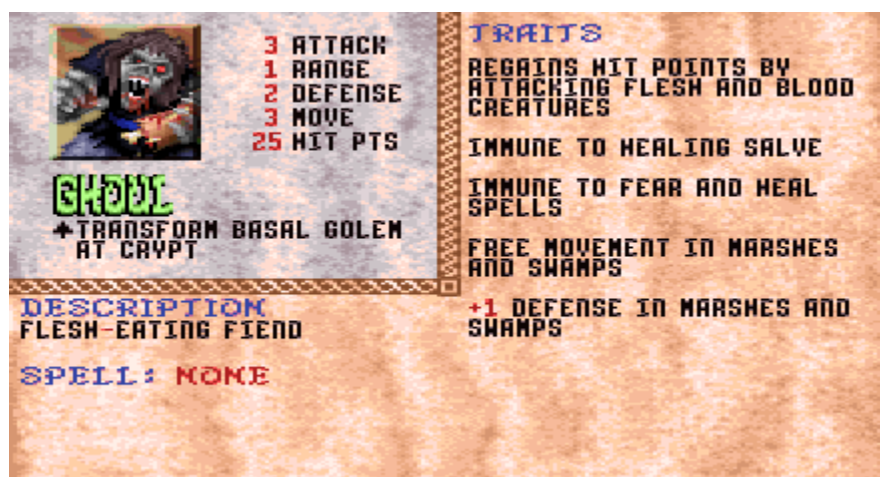 3 ATTACK
1 RANGE
2 DEFENSE
3 MOVE
25 HIT PTS
GHOUL
+TRANSFORM BASAL GOLEM
AT CRYPT
DESCRIPTION
FLESH-EATING FIEND
SPELL: NONE
TRAITS
REGAINS HIT POINTS BY
ATTACKING FLESH AND BLOOD
CREATURES
IMMUNE TO HEALING SALVE
IMMUNE TO FEAR AND HEAL
SPELLS
FREE MOVEMENT IN MARSHES
AND SWAMPS
+1 DEFENSE IN MARSHES AND
SWAMPS